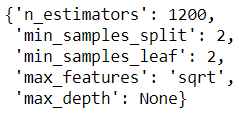 {'n_estimators': 1200,
 'min_samples_split': 2,
 'min_samples_leaf': 2,
 'max_features': 'sqrt',
 'max_depth': None}